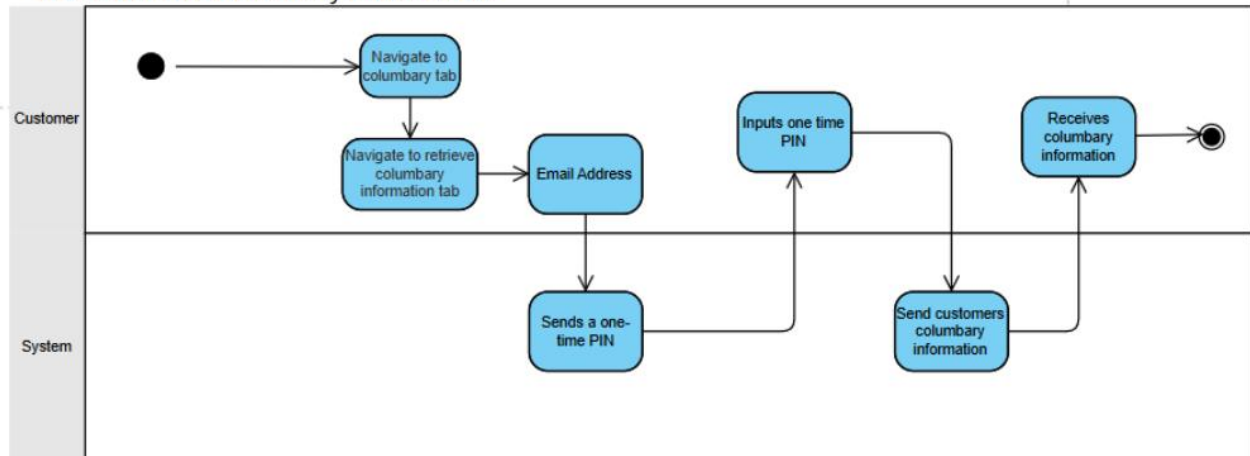 Customer
Navigate to
columbary tab
Navigate to retrieve
columbary
information tab
Email Address
Inputs one time
PIN
Receives
columbary
information
System
Sends a one-
time PIN
Send customers
columbary
information